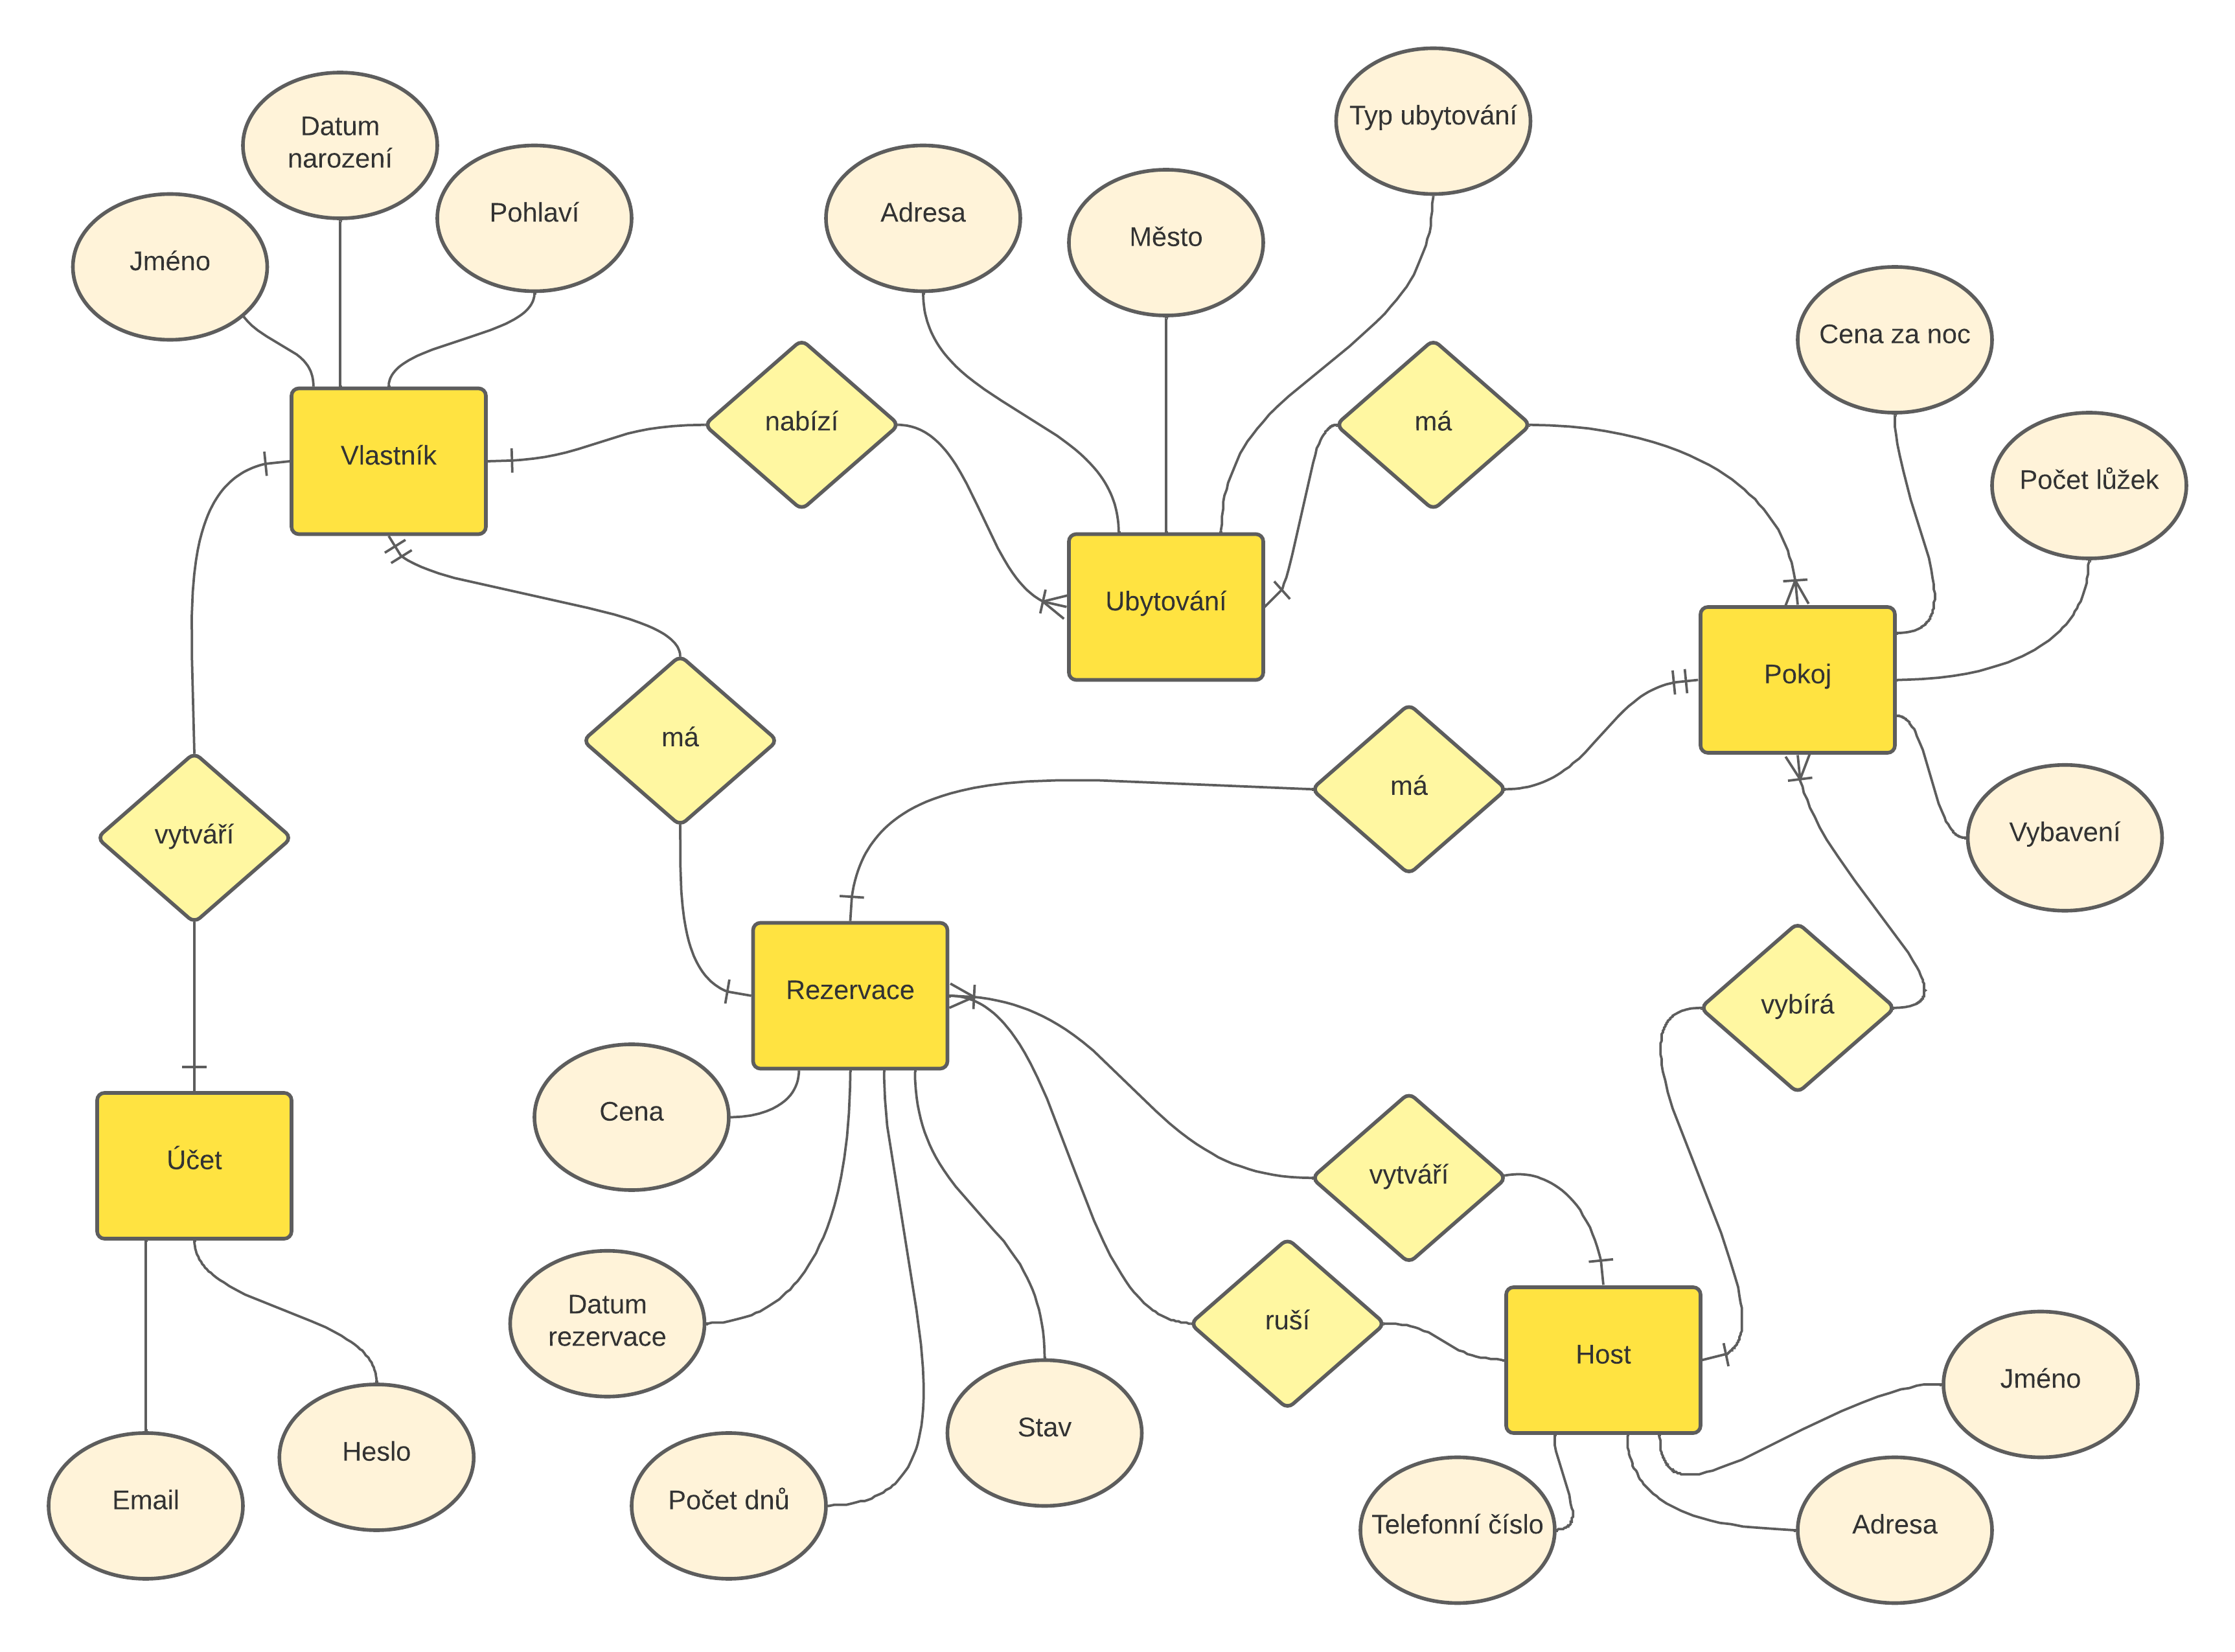 Typ ubytování
Datum
narození
Pohlaví
Adresa
Město
Jméno
Cena za noc
nabízí
má
Vlastník
Počet lůžek
Ubytování
Pokoj
má
má
vytváří
Vybavení
Rezervace
vybírá
Cena
Účet
vytváří
Datum
rezervace
ruší
Host
Jméno
Stav
Heslo
Email
Počet dnů
Telefonní číslo
Adresa